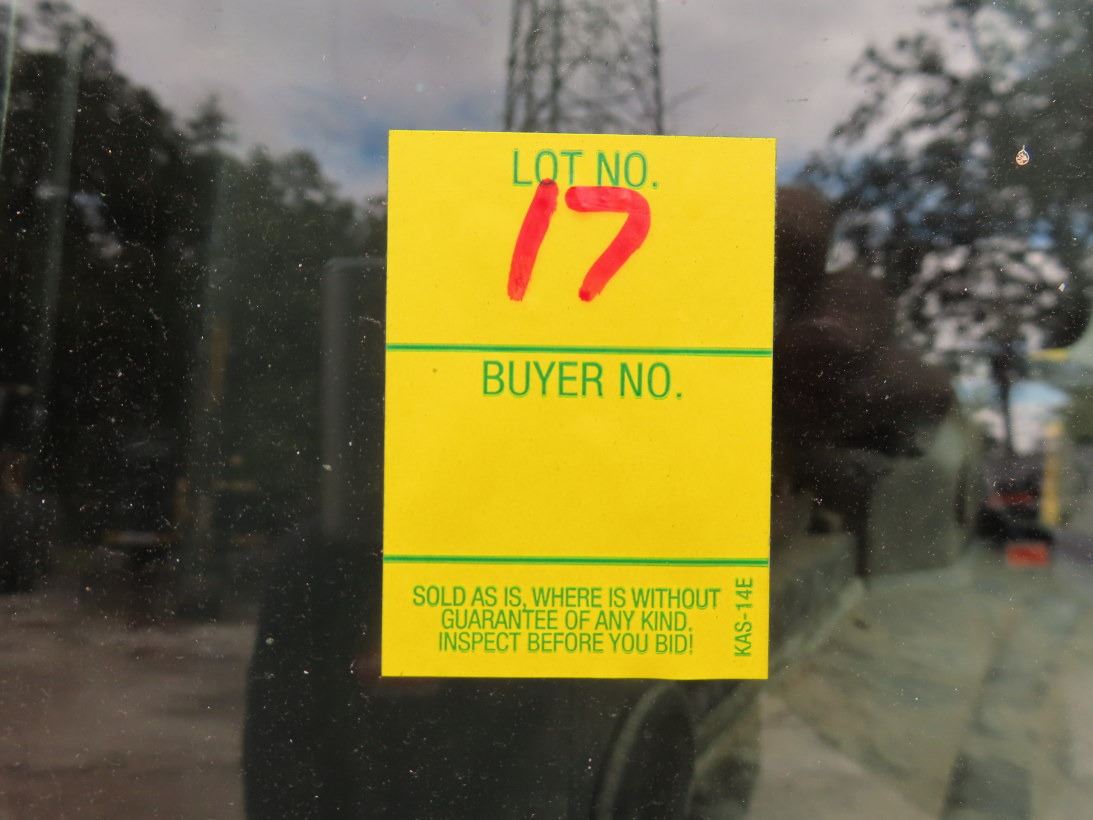 LOT NO.
17
BUYER NO.
SOLD AS IS, WHERE IS WITHOUT
GUARANTEE OF ANY KIND.
INSPECT BEFORE YOU BID!
KAS-14E